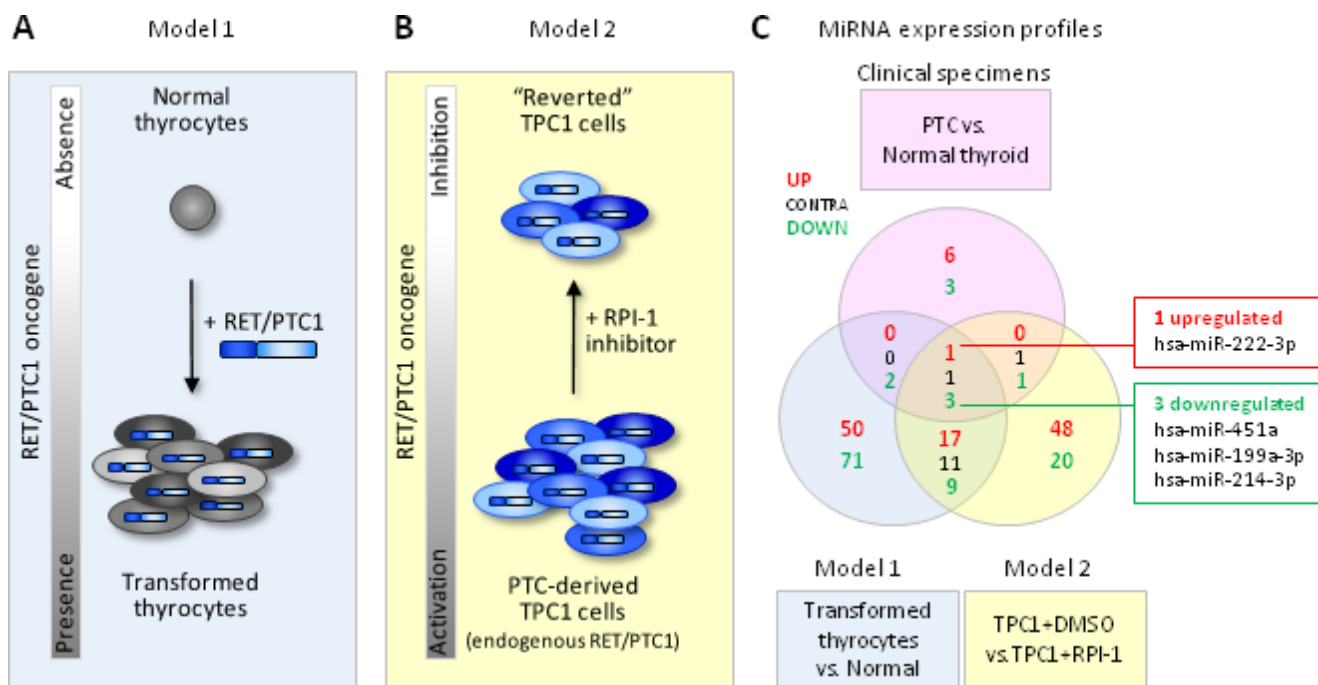 A
Model 1
RET/PTC1 oncogene
Absence
Presence
Normal
thyrocytes
+ RET/PTC1
Transformed
thyrocytes
B
Model 2
RET/PTC1 oncogene
Inhibition
Activation
“Reverted”
TPC1 cells
+ RPI-1
inhibitor
PTC-derived
TPC1 cells
(endogenous RET/PTC1)
C
MiRNA expression profiles
Clinical specimens
PTC vs.
Normal thyroid
UP
CONTRA
DOWN
6
3
0
0
2
1
1
3
0
1
1
50
71
17
11
9
48
20
1 upregulated
hsa-miR-222-3p
3 downregulated
hsa-miR-451a
hsa-miR-199a-3p
hsa-miR-214-3p
Model 1
Transformed
thyrocytes
vs. Normal
Model 2
TPC1+DMSO
vs.TPC1+RPI-1